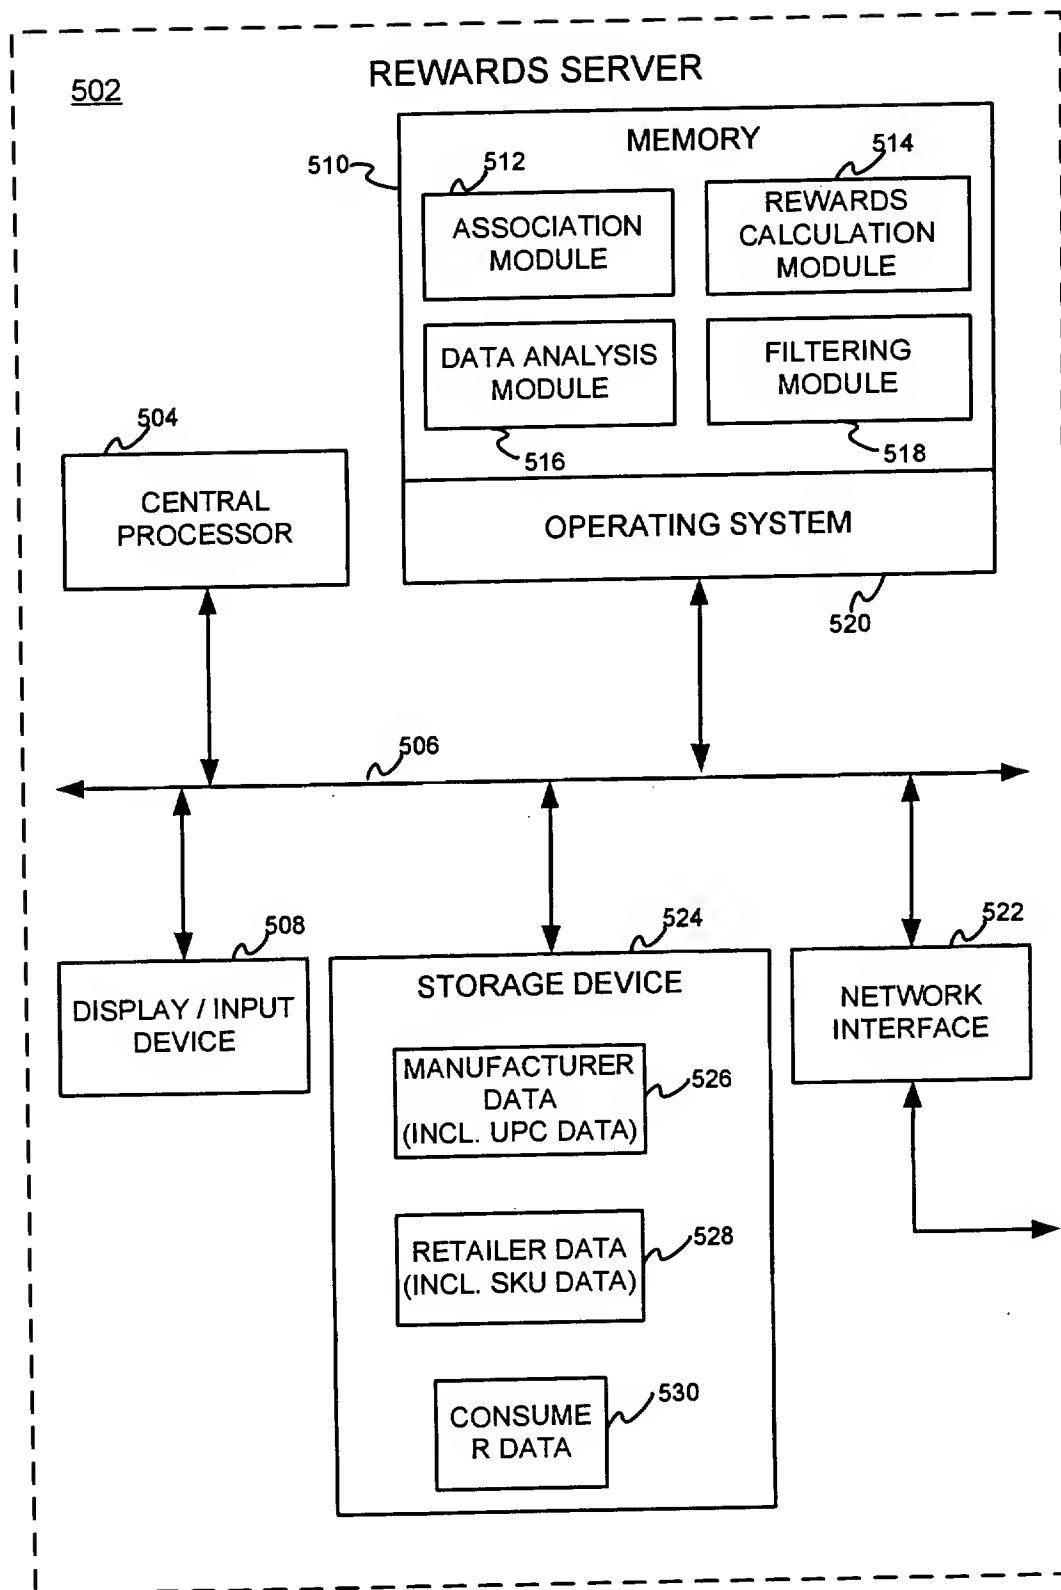 REWARDS SERVER
502
MEMORY
510
512
514
ASSOCIATION
MODULE
REWARDS
CALCULATION
MODULE
DATA ANALYSIS
MODULE
FILTERING
MODULE
516
518
504
CENTRAL
PROCESSOR
OPERATING SYSTEM
520
506
508
DISPLAY / INPUT
DEVICE
524
STORAGE DEVICE
MANUFACTURER
DATA
(INCL. UPC DATA)
526
RETAILER DATA
(INCL. SKU DATA)
528
CONSUME
R DATA
530
522
NETWORK
INTERFACE